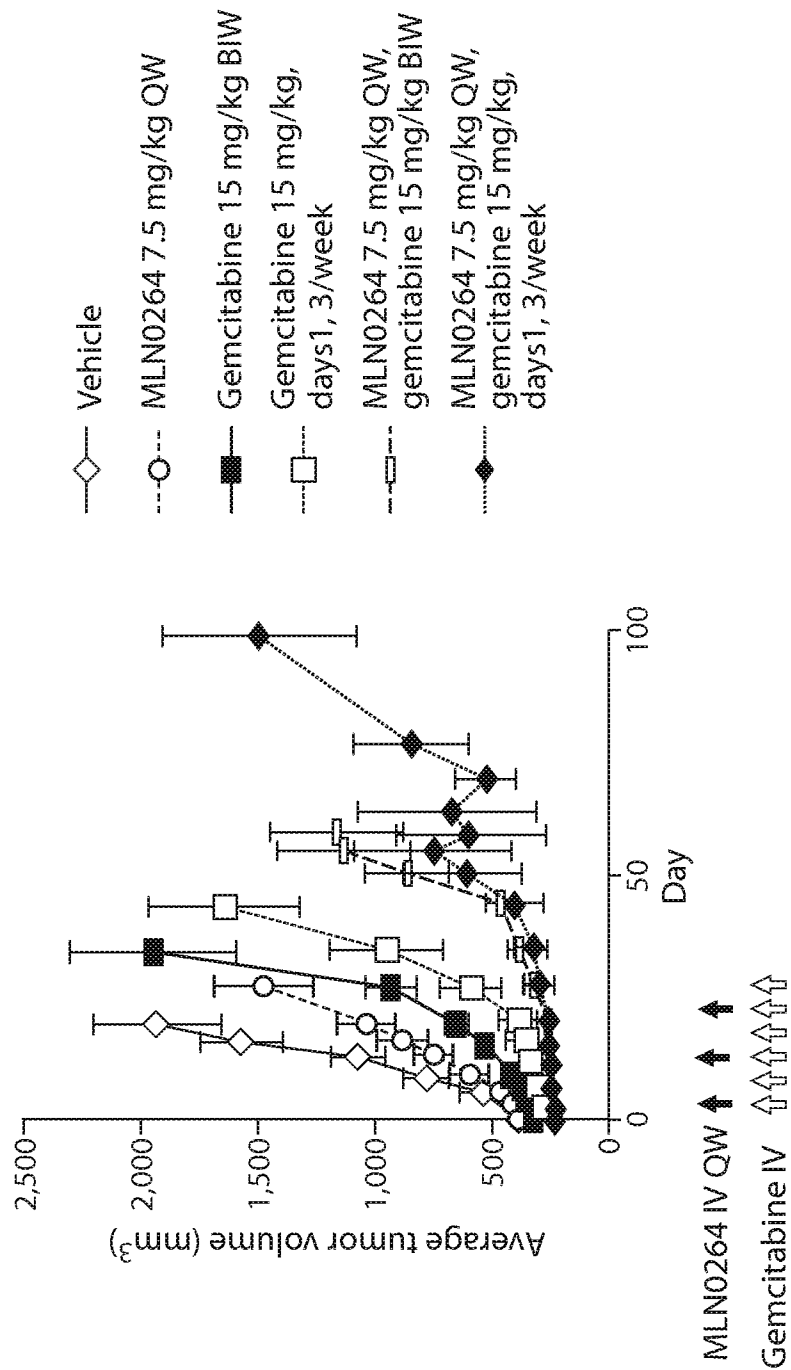 2,500
2,000
1,500
1,000
500
0
Average tumor volume (mm³)
0
50
100
Day
MLN0264 IV QW
Gemcitabine IV
Vehicle
MLN0264 7.5 mg/kg QW
Gemcitabine 15 mg/kg BIW
Gemcitabine 15 mg/kg,
days1, 3/week
MLN0264 7.5 mg/kg QW,
gemcitabine 15 mg/kg BIW
MLN0264 7.5 mg/kg QW,
gemcitabine 15 mg/kg,
days1, 3/week